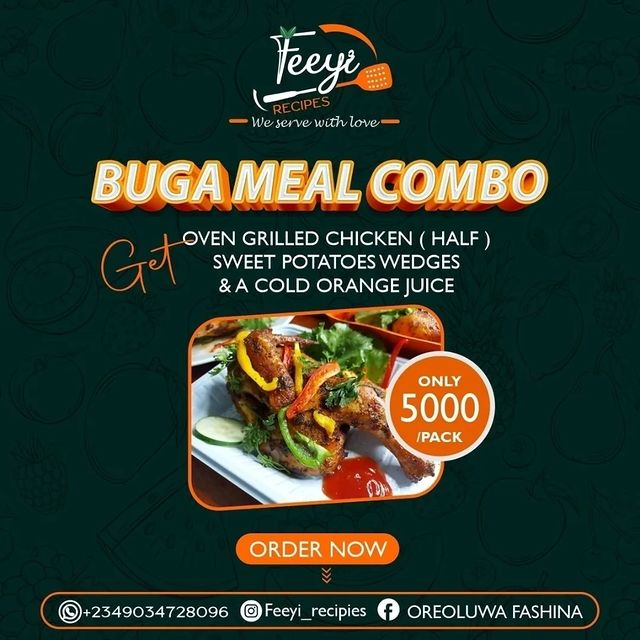 Feeyi
RECIPES
We serve with love
BUGA MEAL COMBO
Get
OVEN GRILLED CHICKEN ( HALF )
SWEET POTATOES WEDGES
& A COLD ORANGE JUICE
ONLY
5000
/PACK
ORDER NOW
+2349034728096 Feeyi_recipies OREOLUWA FASHINA